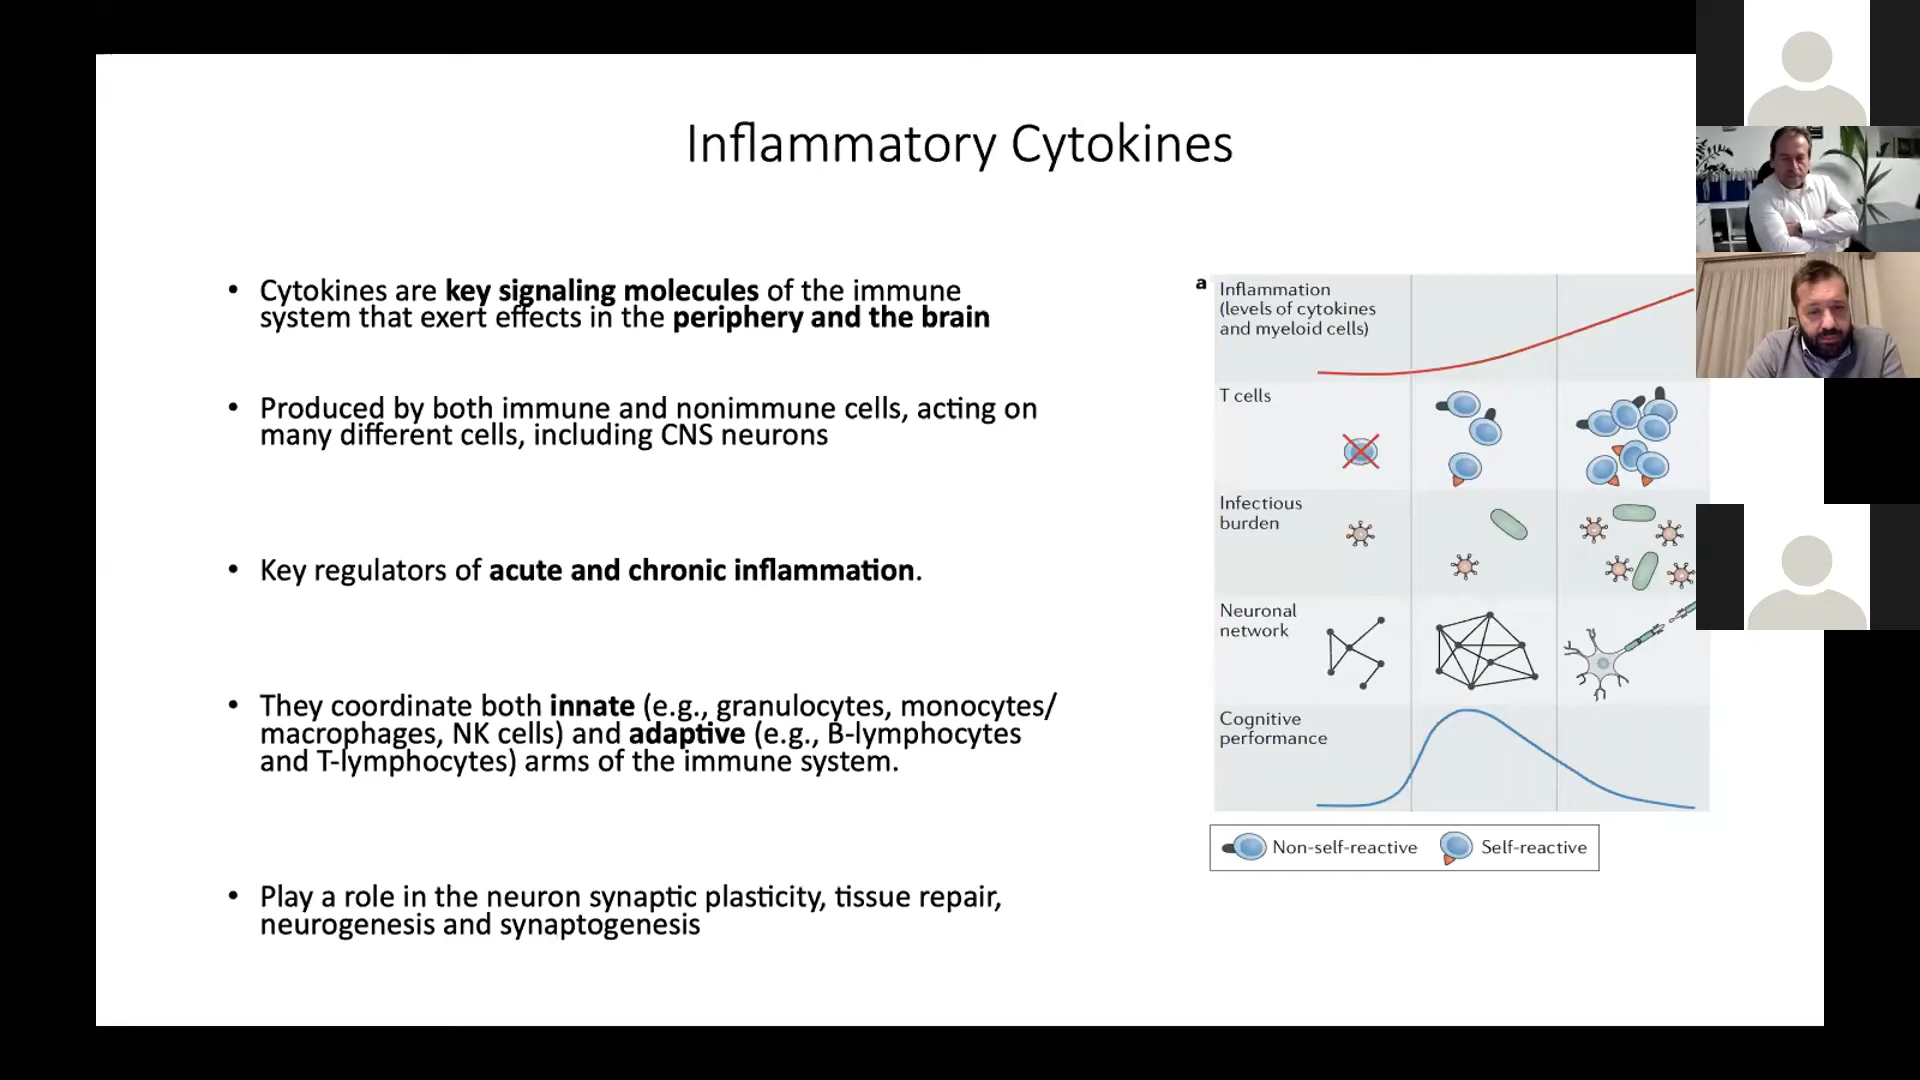 Inflammatory Cytokines
• Cytokines are key signaling molecules of the immune
system that exert effects in the periphery and the brain
• Produced by both immune and nonimmune cells, acting on
many different cells, including CNS neurons
• Key regulators of acute and chronic inflammation.
• They coordinate both innate (e.g., granulocytes, monocytes/
macrophages, NK cells) and adaptive (e.g., B-lymphocytes
and T-lymphocytes) arms of the immune system.
• Play a role in the neuron synaptic plasticity, tissue repair,
neurogenesis and synaptogenesis
a
Inflammation
(levels of cytokines
and myeloid cells)
T cells
Infectious
burden
Neuronal
network
Cognitive
performance
Non-self-reactive
Self-reactive